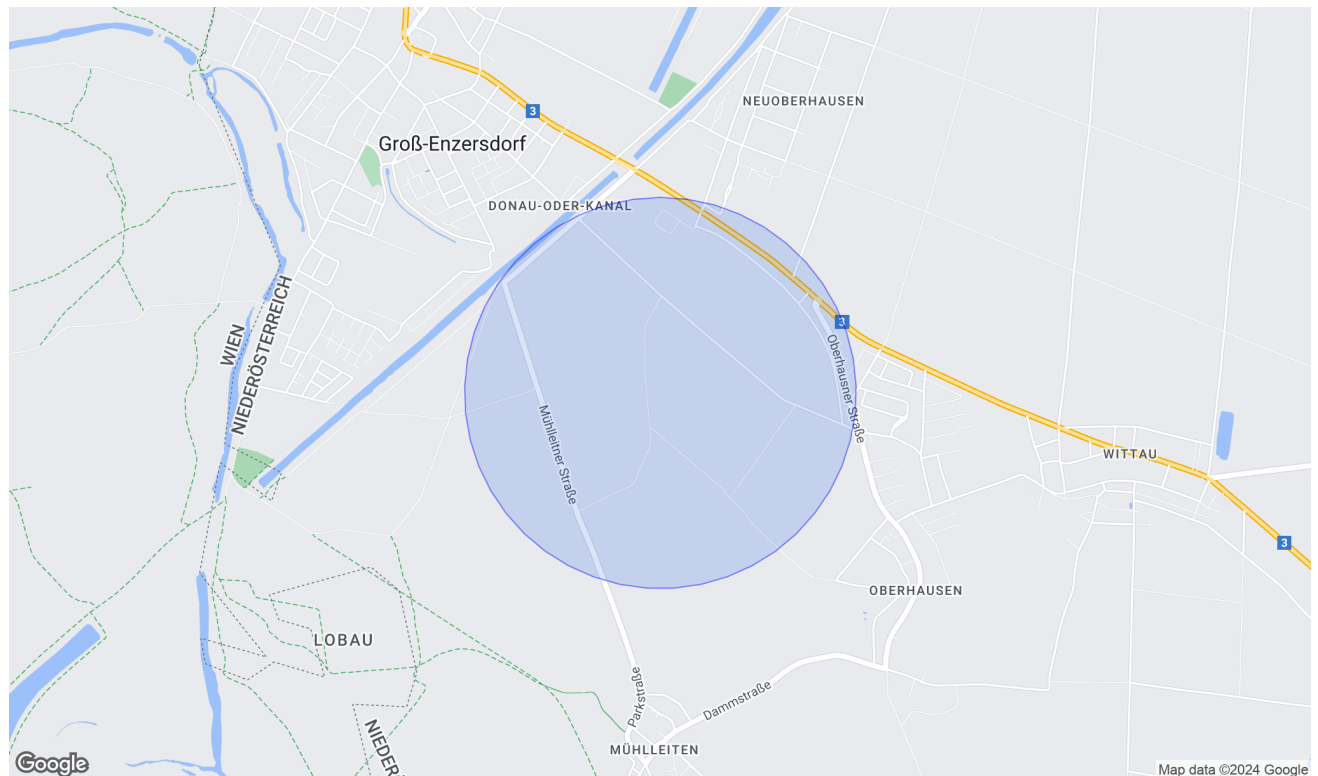 NEUOBERHAUSEN
3
Groß-Enzersdorf
DONAU-ODER-KANAL
WIEN
NIEDERÖSTERREICH
3
Oberhausner Straße
Mühlleitner Straße
WITTAU
3
OBERHAUSEN
LOBAU
Parkstraße
Dammstraße
NIEDER
MÜHLLEITEN
Google
Map data ©2024 Google